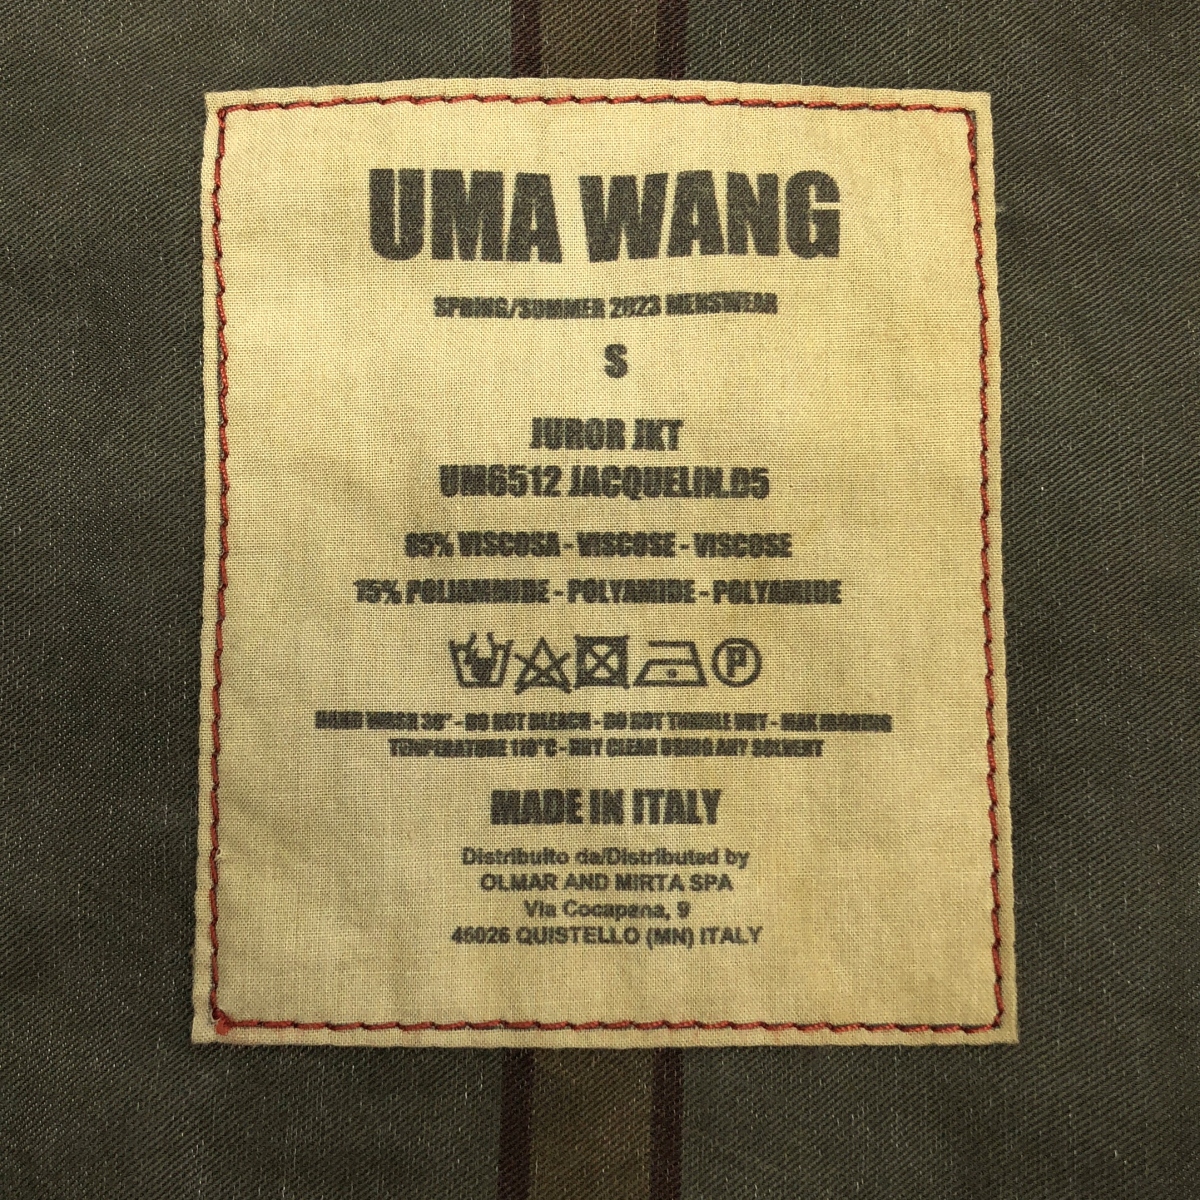 UMA WANG
SPRING/SUMMER 2023 MENSWEAR
S
JUROR JKT
UM6512 JACQUELIN.D5
85% VISCOSA - VISCOSE - VISCOSE
15% POLIAMMIDE - POLYAMIDE - POLYAMIDE
P
HAND WASH 30° - DO NOT BLEACH - DO NOT TUMBLE DRY - MAX IRONING
TEMPERATURE 110°C - DRY CLEAN USING ANY SOLVENT
MADE IN ITALY
Distribuito da/Distributed by
OLMAR AND MIRTA SPA
Via Cocapana, 9
46026 QUISTELLO (MN) ITALY